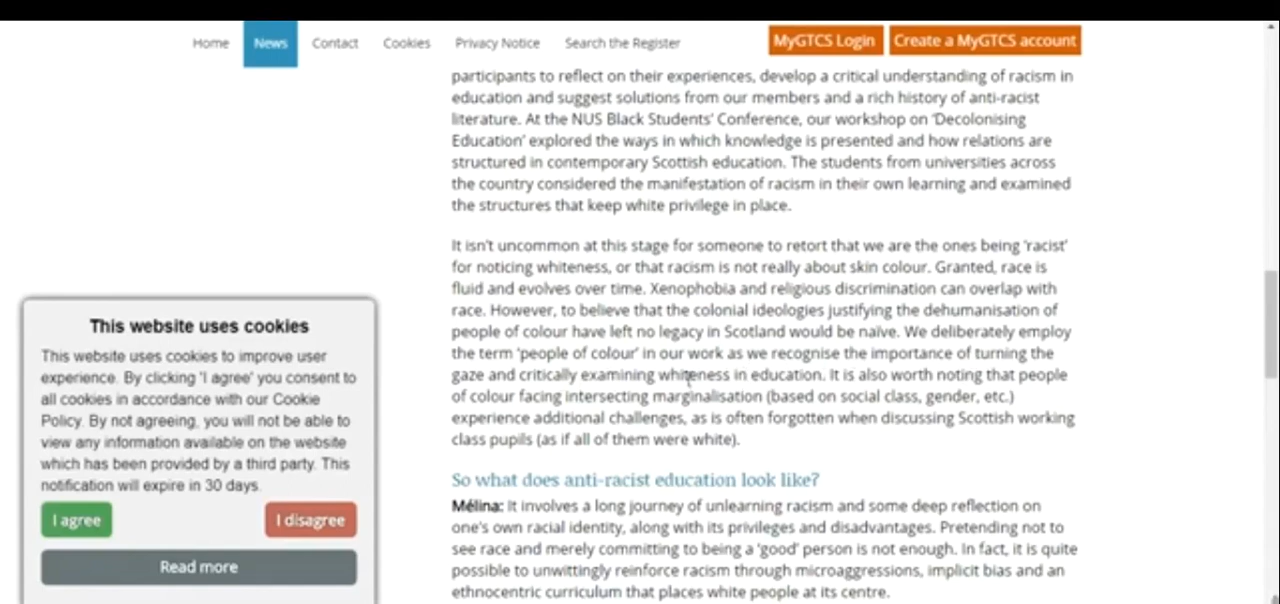 Home News Contact Cookies Privacy Notice Search the Register MyGTCS Login Create a MyGTCS account
participants to reflect on their experiences, develop a critical understanding of racism in
education and suggest solutions from our members and a rich history of anti-racist
literature. At the NUS Black Students' Conference, our workshop on 'Decolonising
Education' explored the ways in which knowledge is presented and how relations are
structured in contemporary Scottish education. The students from universities across
the country considered the manifestation of racism in their own learning and examined
the structures that keep white privilege in place.
It isn't uncommon at this stage for someone to retort that we are the ones being 'racist'
for noticing whiteness, or that racism is not really about skin colour. Granted, race is
fluid and evolves over time. Xenophobia and religious discrimination can overlap with
race. However, to believe that the colonial ideologies justifying the dehumanisation of
people of colour have left no legacy in Scotland would be naïve. We deliberately employ
the term 'people of colour' in our work as we recognise the importance of turning the
gaze and critically examining whiteness in education. It is also worth noting that people
of colour facing intersecting marginalisation (based on social class, gender, etc.)
experience additional challenges, as is often forgotten when discussing Scottish working
class pupils (as if all of them were white).
So what does anti-racist education look like?
Mélina: It involves a long journey of unlearning racism and some deep reflection on
one's own racial identity, along with its privileges and disadvantages. Pretending not to
see race and merely committing to being a 'good' person is not enough. In fact, it is quite
possible to unwittingly reinforce racism through microaggressions, implicit bias and an
ethnocentric curriculum that places white people at its centre.
This website uses cookies
This website uses cookies to improve user
experience. By clicking 'I agree' you consent to
all cookies in accordance with our Cookie
Policy. By not agreeing, you will not be able to
view any information available on the website
which has been provided by a third party. This
notification will expire in 30 days.
I agree I disagree
Read more